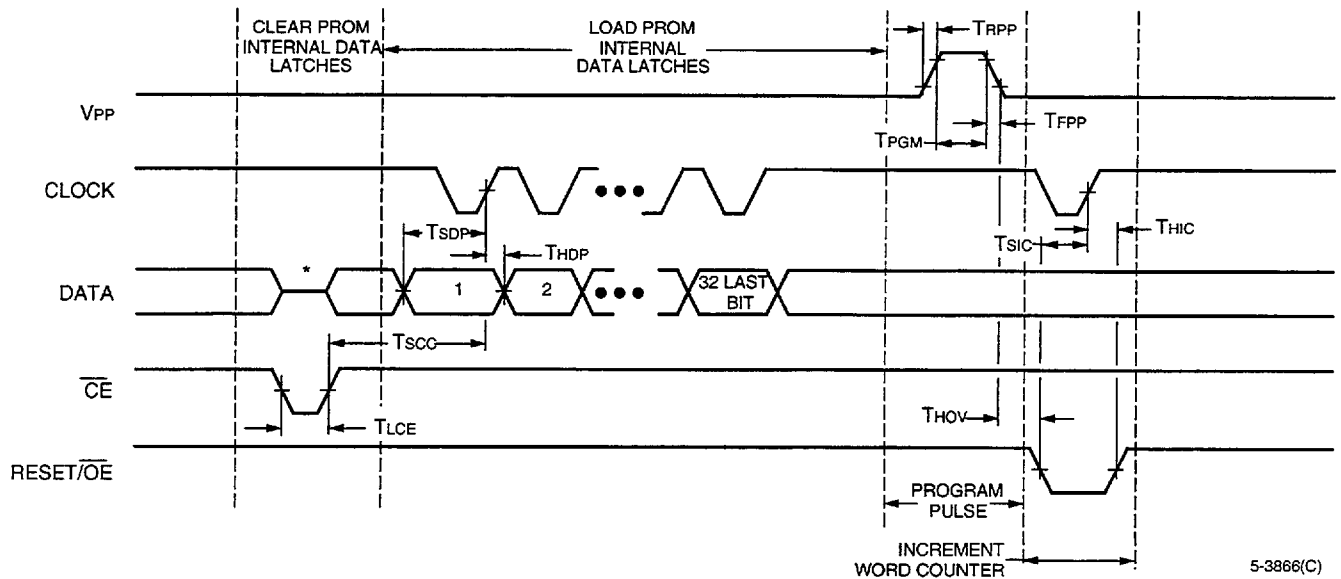 CLEAR PROM
INTERNAL DATA
LATCHES
LOAD PROM
INTERNAL
DATA LATCHES
TRPP
VPP
TFPP
TPGM
CLOCK
TSDP
THDP
TSIC
THIC
DATA
*
1
2
32 LAST
BIT
TSCC
CE
TLCE
THOV
RESET/OE
PROGRAM
PULSE
INCREMENT
WORD COUNTER
5-3866(C)